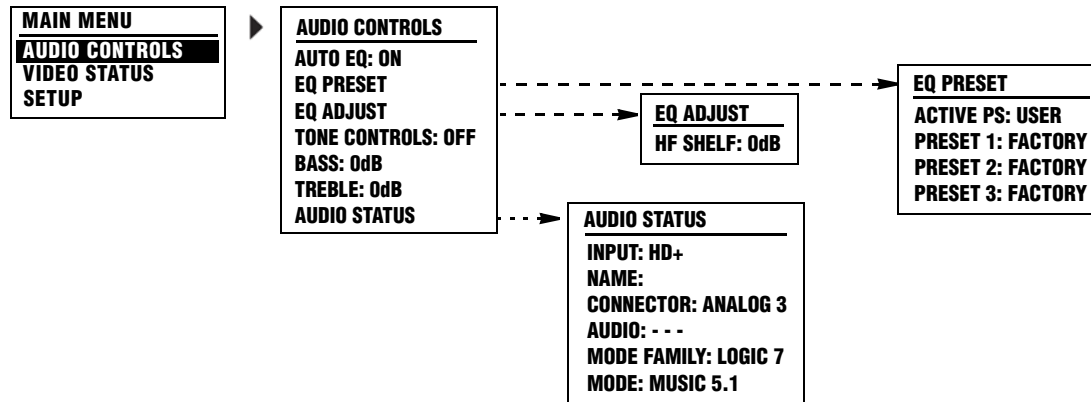 MAIN MENU
AUDIO CONTROLS
VIDEO STATUS
SETUP
AUDIO CONTROLS
AUTO EQ: ON
EQ PRESET
EQ ADJUST
TONE CONTROLS: OFF
BASS: 0dB
TREBLE: 0dB
AUDIO STATUS
EQ ADJUST
HF SHELF: 0dB
EQ PRESET
ACTIVE PS: USER
PRESET 1: FACTORY
PRESET 2: FACTORY
PRESET 3: FACTORY
AUDIO STATUS
INPUT: HD+
NAME:
CONNECTOR: ANALOG 3
AUDIO: - - -
MODE FAMILY: LOGIC 7
MODE: MUSIC 5.1